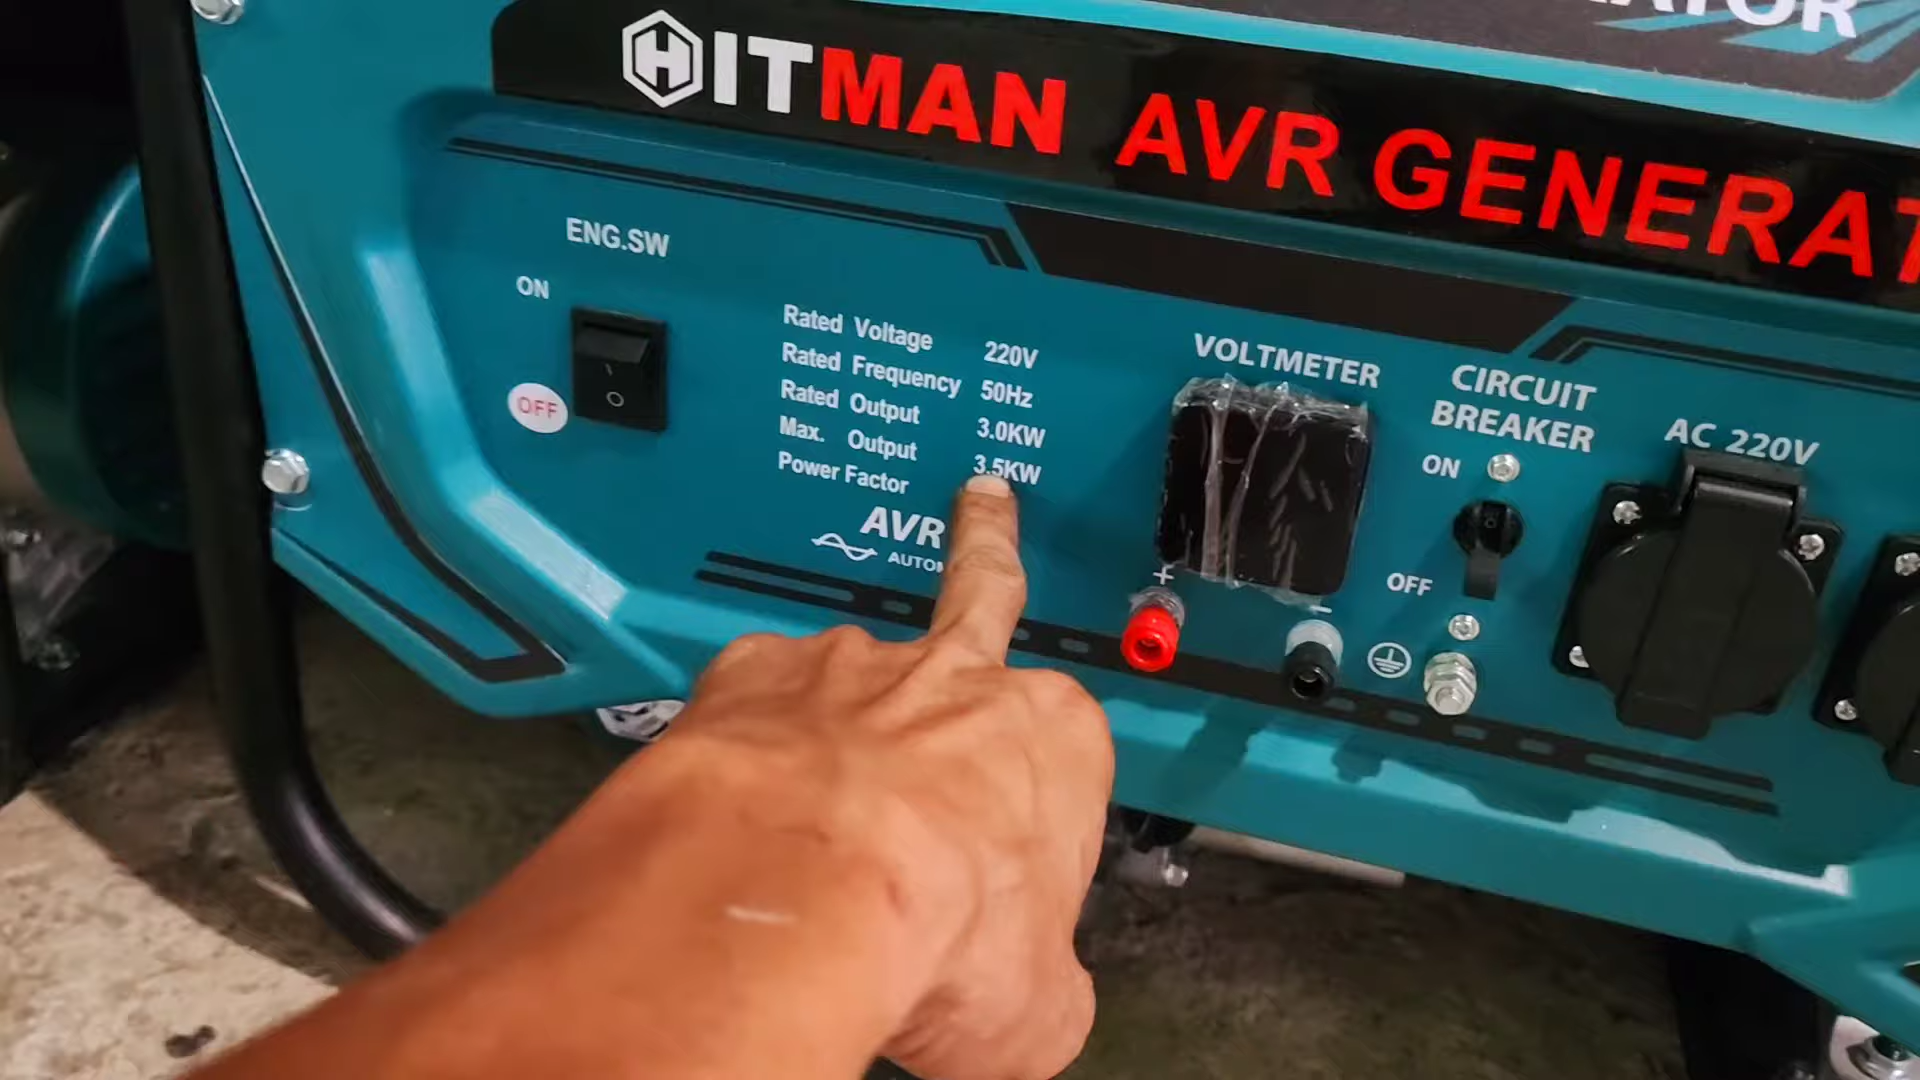 HITMAN AVR GENERAT
ENG.SW
ON
OFF
Rated Voltage 220V
Rated Frequency 50Hz
Rated Output 3.0KW
Max. Output 3.5KW
Power Factor
AVR
VOLTMETER
+
−
CIRCUIT
BREAKER
ON
OFF
AC 220V